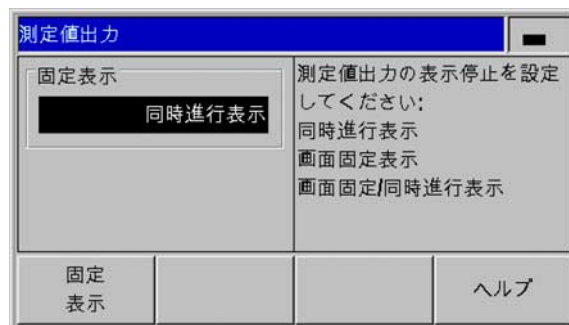 測定値出力
固定表示
同時進行表示
測定値出力の表示停止を設定
してください:
同時進行表示
画面固定表示
画面固定/同時進行表示
固定
表示
ヘルプ